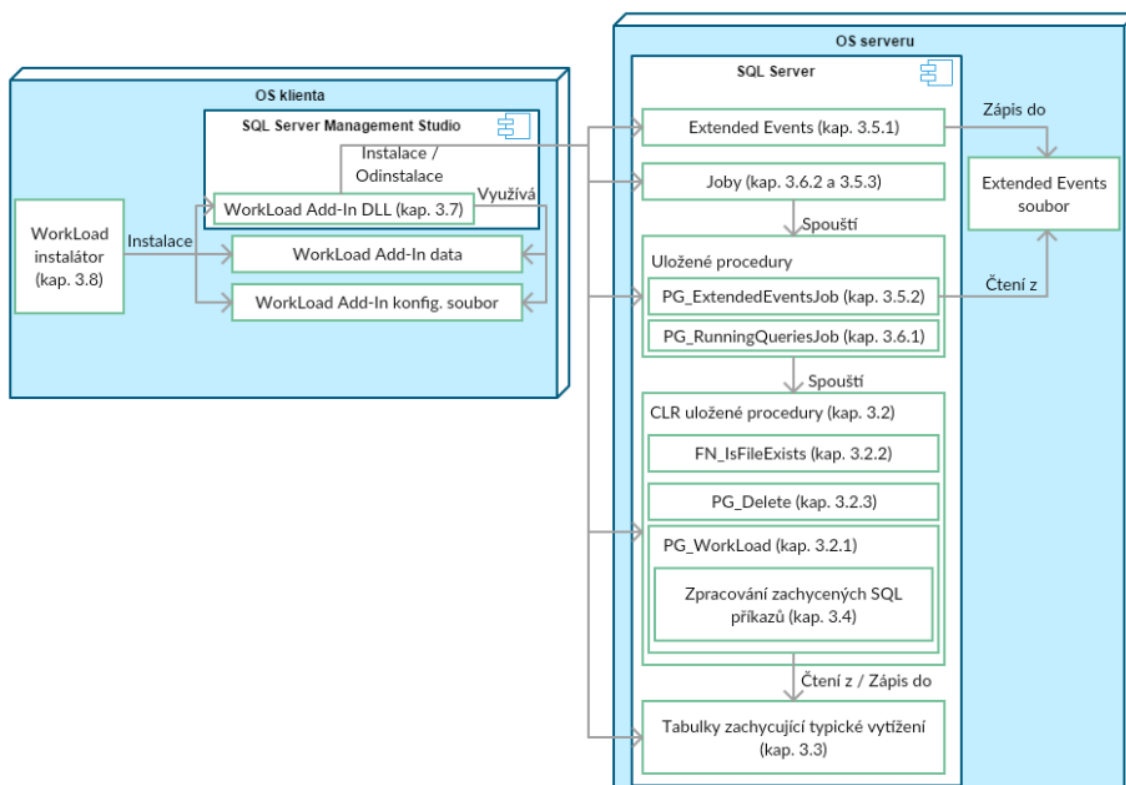 OS klienta
SQL Server Management Studio
Instalace /
Odinstalace
WorkLoad Add-In DLL (kap. 3.7)
Využívá
WorkLoad
instalátor
(kap. 3.8)
Instalace
WorkLoad Add-In data
WorkLoad Add-In konfig. soubor
OS serveru
SQL Server
Extended Events (kap. 3.5.1)
Zápis do
Joby (kap. 3.6.2 a 3.5.3)
Extended Events
soubor
Spouští
Uložené procedury
PG_ExtendedEventsJob (kap. 3.5.2)
Čtení z
PG_RunningQueriesJob (kap. 3.6.1)
Spouští
CLR uložené procedury (kap. 3.2)
FN_IsFileExists (kap. 3.2.2)
PG_Delete (kap. 3.2.3)
PG_WorkLoad (kap. 3.2.1)
Zpracování zachycených SQL
příkazů (kap. 3.4)
Čtení z / Zápis do
Tabulky zachycující typické vytížení
(kap. 3.3)